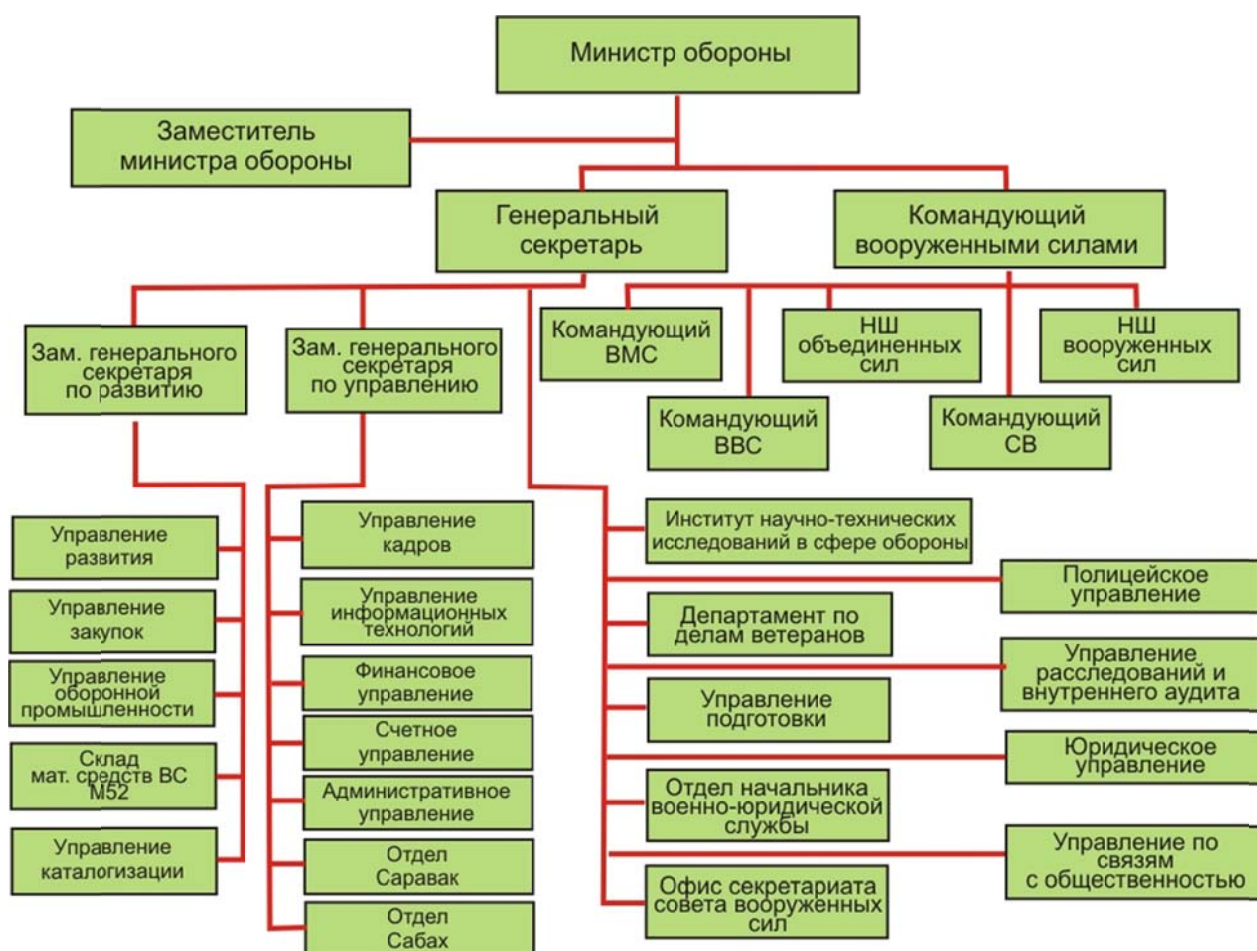 Министр обороны
Заместитель
министра обороны
Генеральный
секретарь
Командующий
вооруженными силами
Зам. генерального
секретаря
по развитию
Зам. генерального
секретаря
по управлению
Командующий
ВМС
НШ
объединенных
сил
НШ
вооруженных
сил
Командующий
ВВС
Командующий
СВ
Управление
развития
Управление
закупок
Управление
оборонной
промышленности
Склад
мат. средств ВС
М52
Управление
каталогизации
Управление
кадров
Управление
информационных
технологий
Финансовое
управление
Счетное
управление
Административное
управление
Отдел
Саравак
Отдел
Сабах
Институт научно-технических
исследований в сфере обороны
Департамент по
делам ветеранов
Управление
подготовки
Отдел начальника
военно-юридической
службы
Офис секретариата
совета вооруженных
сил
Полицейское
управление
Управление
расследований и
внутреннего аудита
Юридическое
управление
Управление по
связям
с общественностью